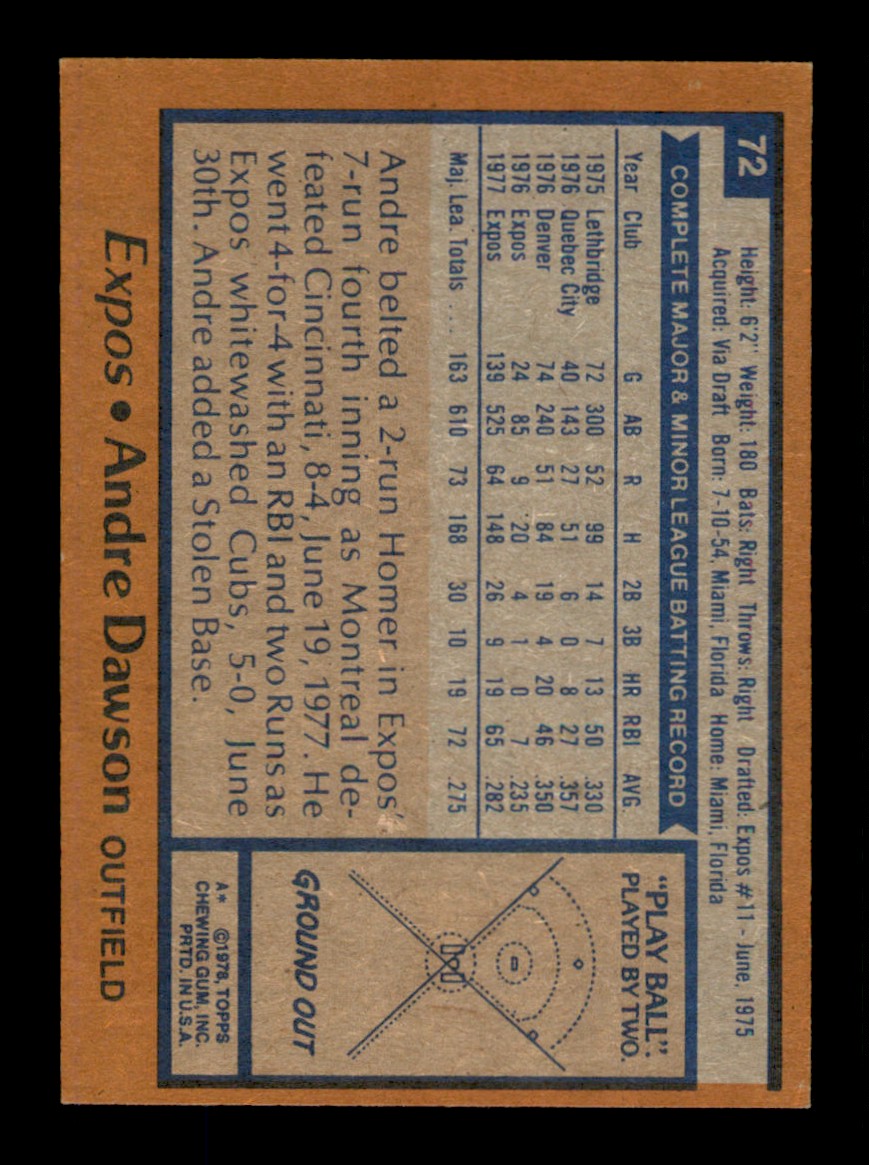 72
Height: 6'2" Weight: 180 Bats: Right Throws: Right Drafted: Expos #11 - June, 1975
Acquired: Via Draft Born: 7-10-54, Miami, Florida Home: Miami, Florida
COMPLETE MAJOR & MINOR LEAGUE BATTING RECORD
Year Club G AB R H 2B 3B HR RBI AVG.
1975 Lethbridge 72 300 52 99 14 7 13 50 .330
1976 Quebec City 40 143 27 51 6 0 8 27 .357
1976 Denver 74 240 51 84 19 4 20 46 .350
1976 Expos 24 85 9 20 4 1 0 7 .235
1977 Expos 139 525 64 148 26 9 19 65 .282
Maj. Lea. Totals .... 163 610 73 168 30 10 19 72 .275
Andre belted a 2-run Homer in Expos'
7-run fourth inning as Montreal de-
feated Cincinnati, 8-4, June 19, 1977. He
went 4-for-4 with an RBI and two Runs as
Expos whitewashed Cubs, 5-0, June
30th. Andre added a Stolen Base.
"PLAY BALL":
PLAYED BY TWO.
GROUND OUT
A* ©1978, TOPPS
CHEWING GUM, INC.
PRTD. IN U.S.A.
Expos • Andre Dawson OUTFIELD